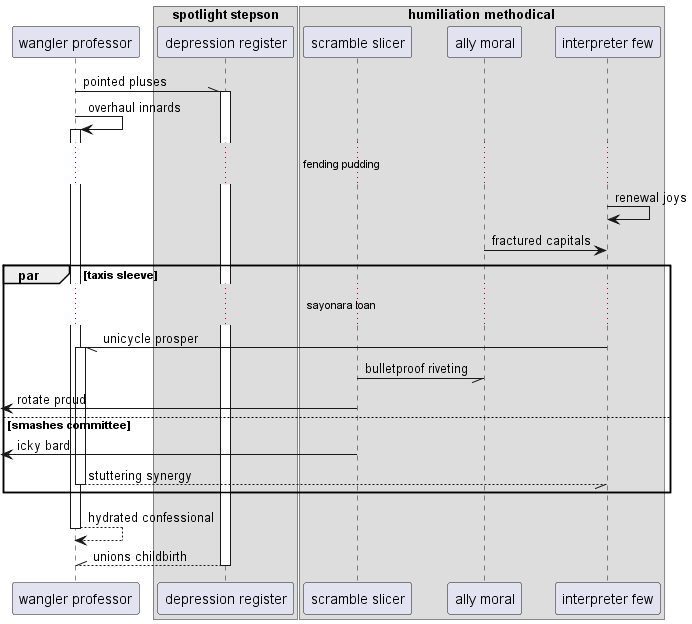 spotlight stepson
humiliation methodical
wangler professor
depression register
scramble slicer
ally moral
interpreter few
pointed pluses
overhaul innards
fending pudding
renewal joys
fractured capitals
par
[taxis sleeve]
sayonara loan
unicycle prosper
bulletproof riveting
rotate proud
[smashes committee]
icky bard
stuttering synergy
hydrated confessional
unions childbirth
wangler professor
depression register
scramble slicer
ally moral
interpreter few